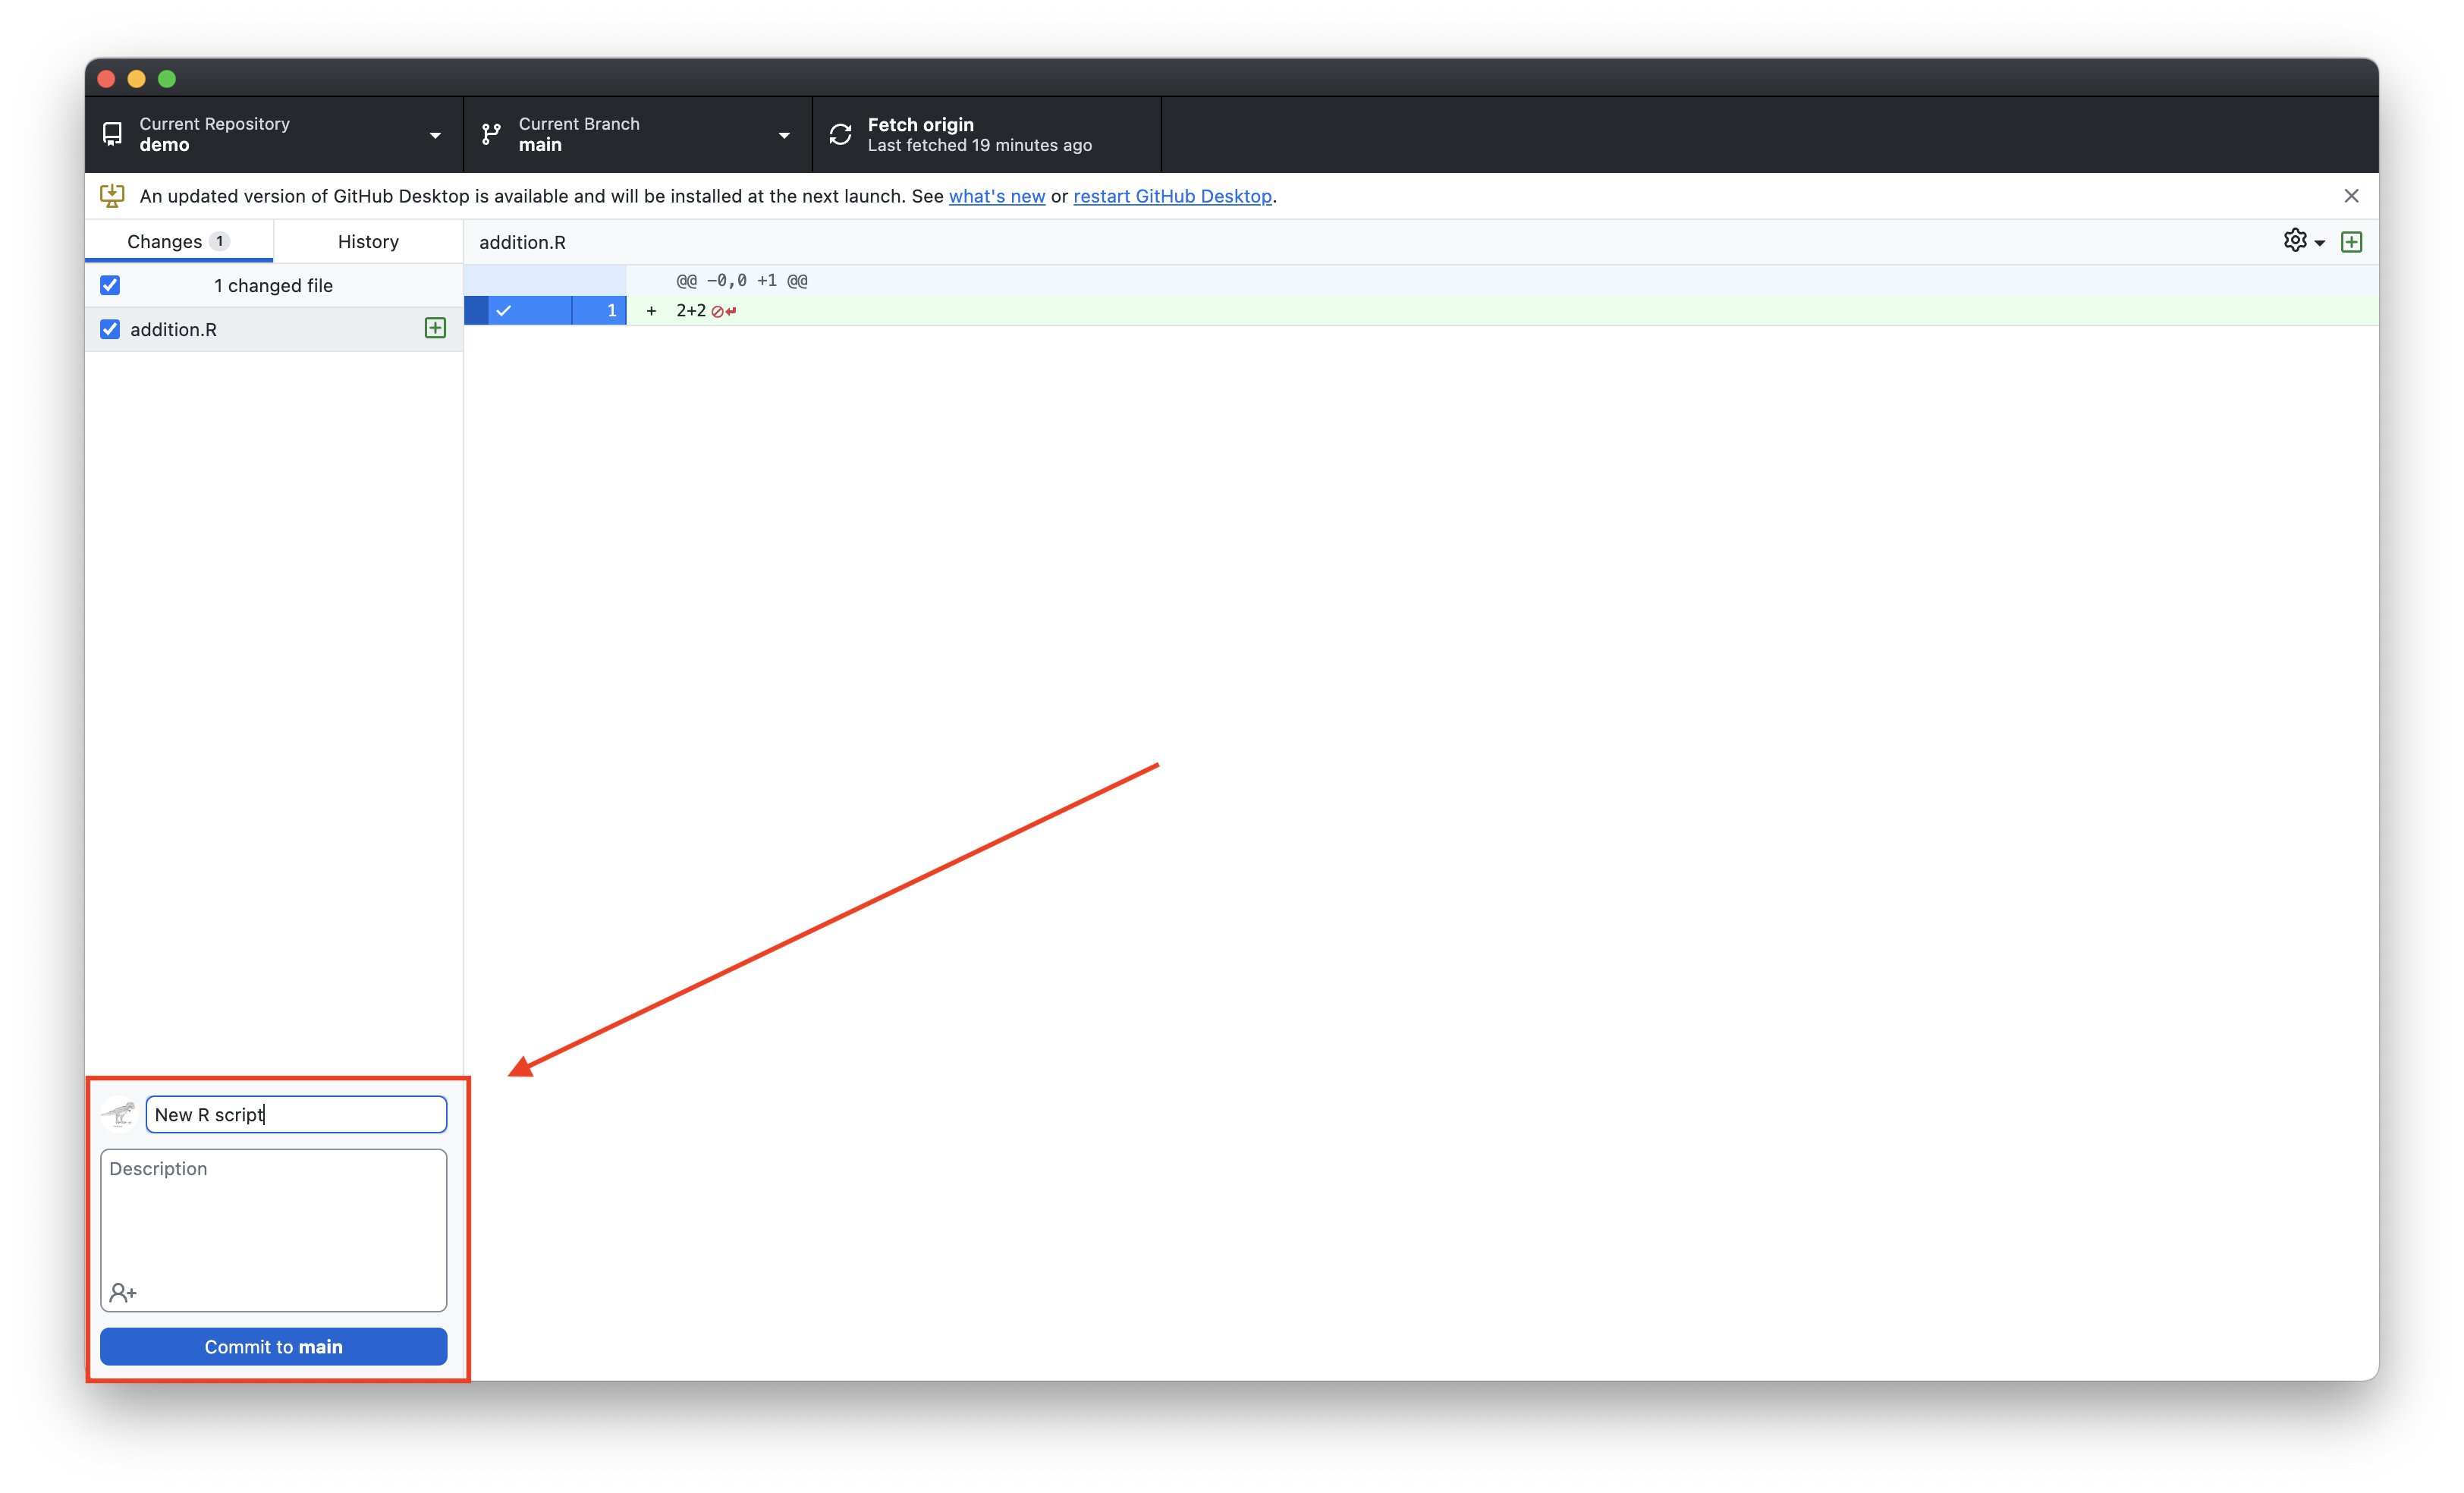 Current Repository
demo
Current Branch
main
Fetch origin
Last fetched 19 minutes ago
An updated version of GitHub Desktop is available and will be installed at the next launch. See what's new or restart GitHub Desktop.
Changes 1
History
addition.R
1 changed file
@@ -0,0 +1 @@
addition.R
1 + 2+2
New R script
Description
Commit to main